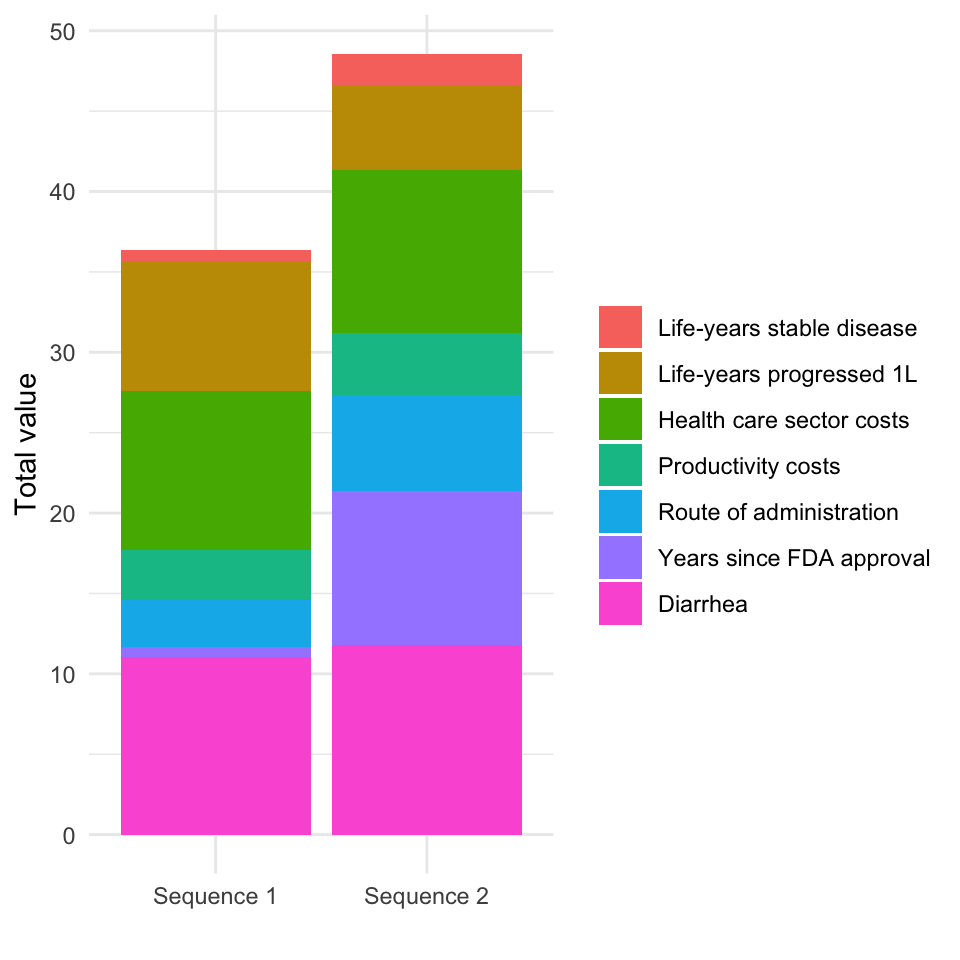 50
40
30
20
10
0
Total value
Sequence 1
Sequence 2
Life-years stable disease
Life-years progressed 1L
Health care sector costs
Productivity costs
Route of administration
Years since FDA approval
Diarrhea